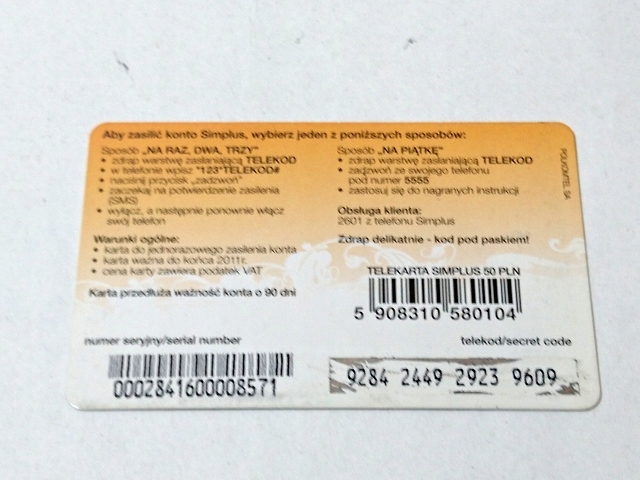 Aby zasilić konto Simplus, wybierz jeden z poniższych sposobów:
Sposób „NA RAZ, DWA, TRZY”
• zdrap warstwę zasłaniającą TELEKOD
• w telefonie wpisz *123*TELEKOD#
• naciśnij przycisk „zadzwoń”
• zaczekaj na potwierdzenie zasilenia
(SMS)
• wyłącz, a następnie ponownie włącz
swój telefon
Warunki ogólne:
• karta do jednorazowego zasilenia konta
• karta ważna do końca 2011r.
• cena karty zawiera podatek VAT
Karta przedłuża ważność konta o 90 dni
Sposób „NA PIĄTKĘ”
• zdrap warstwę zasłaniającą TELEKOD
• zadzwoń ze swojego telefonu
pod numer 5555
• zastosuj się do nagranych instrukcji
Obsługa klienta:
2601 z telefonu Simplus
Zdrap delikatnie - kod pod paskiem!
POLKOMTEL SA
TELEKARTA SIMPLUS 50 PLN
5 908310 580104
numer seryjny/serial number
0002841600008571
telekod/secret code
9284 2449 2923 9609